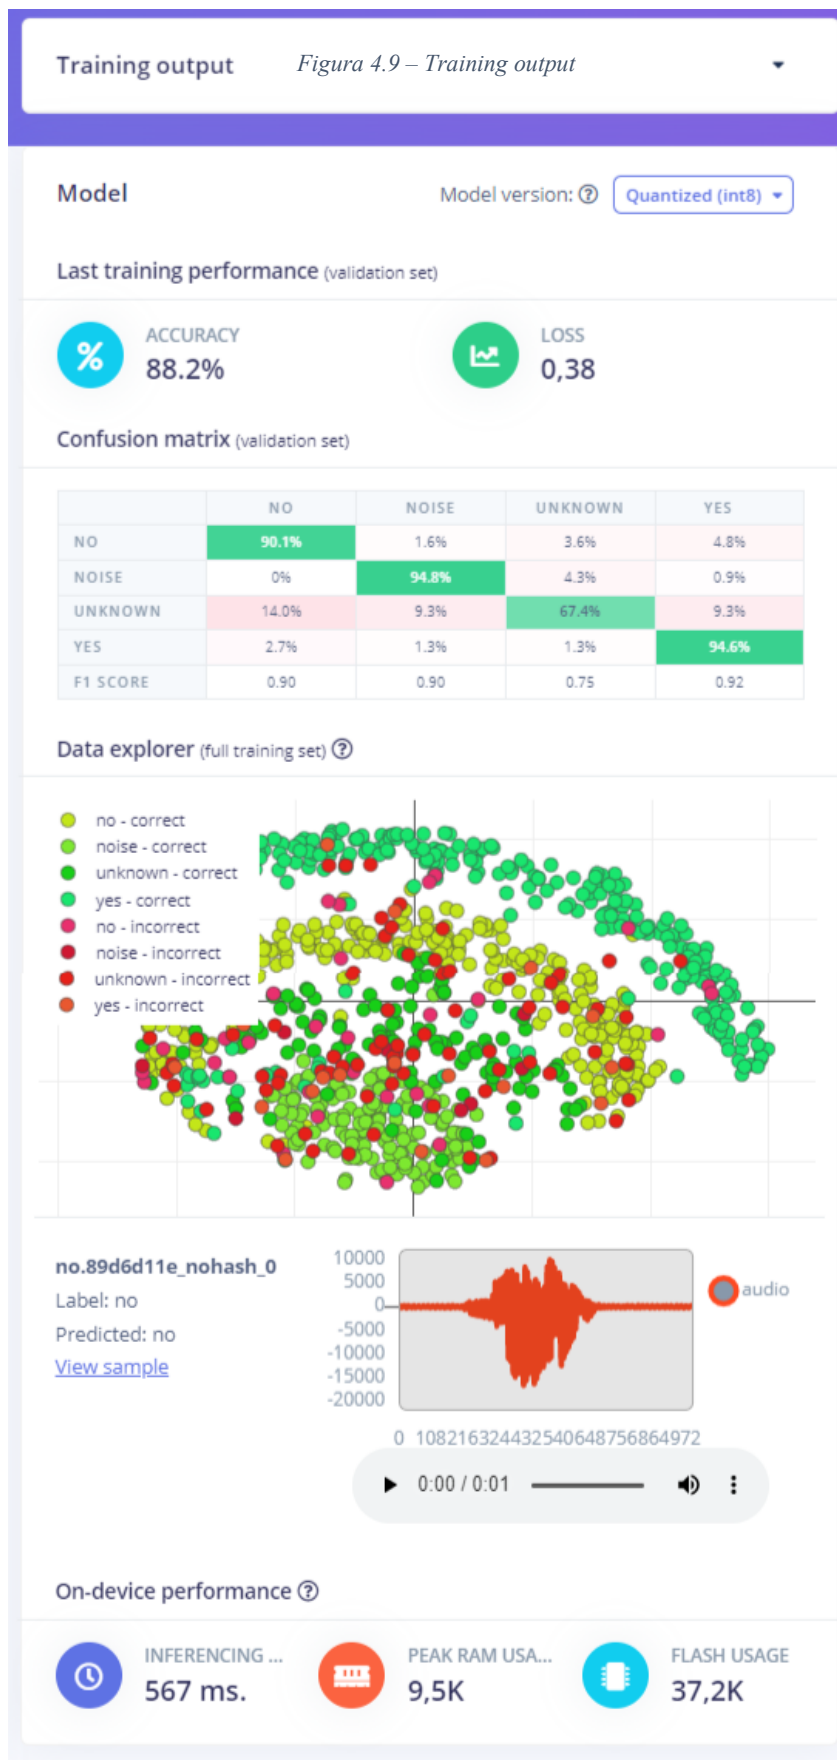 Training output Figura 4.9 – Training output
Model Model version: Quantized (int8)
Last training performance (validation set)
% ACCURACY LOSS
88.2% 0,38
Confusion matrix (validation set)
NO NOISE UNKNOWN YES
NO 90.1% 1.6% 3.6% 4.8%
NOISE 0% 94.8% 4.3% 0.9%
UNKNOWN 14.0% 9.3% 67.4% 9.3%
YES 2.7% 1.3% 1.3% 94.6%
F1 SCORE 0.90 0.90 0.75 0.92
Data explorer (full training set) ?
no - correct
noise - correct
unknown - correct
yes - correct
no - incorrect
noise - incorrect
unknown - incorrect
yes - incorrect
no.89d6d11e_nohash_0
Label: no
Predicted: no
View sample
10000
5000
0
-5000
-10000
-15000
-20000
audio
0 108216324432540648756864972
0:00 / 0:01
On-device performance ?
INFERENCING ... PEAK RAM USA... FLASH USAGE
567 ms. 9,5K 37,2K